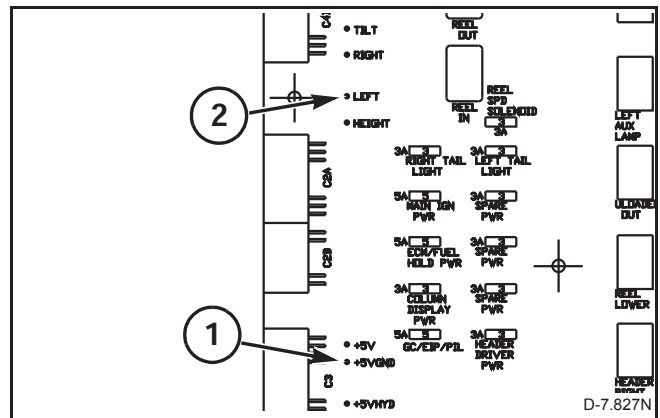 C4
TILT
REEL
OUT
RIGHT
2
LEFT
REEL
IN
REEL
SPD
SOLENOID
3
3A
LEFT
AUX
LAMP
HEIGHT
C2A
3A 3 RIGHT TAIL
LIGHT
3A 3 LEFT TAIL
LIGHT
5A 5 MAIN IGN
PWR
3A 3 SPARE
PWR
ULOADER
OUT
C2B
5A 5 ECM/FUEL
HOLD PWR
3A 3 SPARE
PWR
3A 3 COLUMN
DISPLAY
PWR
3A 3 SPARE
PWR
REEL
LOWER
1
+5V
5A 5 GC/EIP/PIL
3A 3 HEADER
DRIVER
PWR
+5VGND
C3
+5VHYD
HEADER
RIGHT
D-7.827N